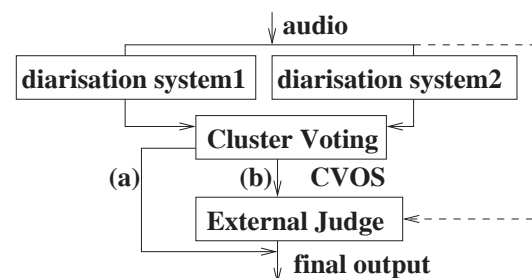 audio
diarisation system1
diarisation system2
Cluster Voting
(a)
(b)
CVOS
External Judge
final output